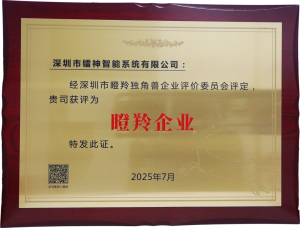 深圳市镭神智能系统有限公司：
经深圳市瞪羚独角兽企业评价委员会评定，
贵司获评为
瞪羚企业
特发此证。
2025年7月